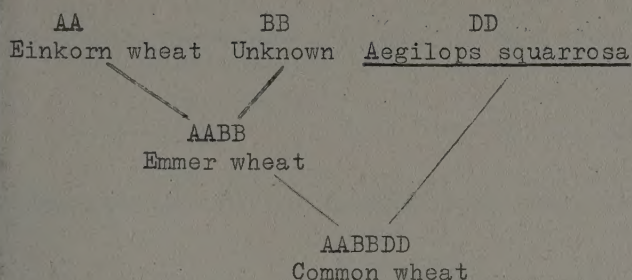 AA BB DD
Einkorn wheat Unknown Aegilops squarrosa
AABB
Emmer wheat
AABBDD
Common wheat